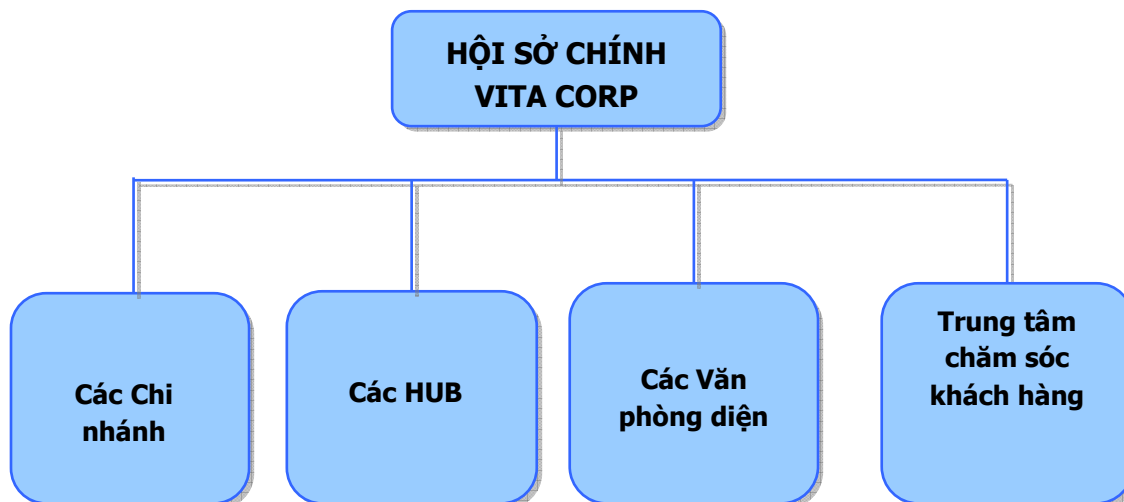 HỘI SỞ CHÍNH
VITA CORP
Các Chi
nhánh
Các HUB
Các Văn
phòng diện
Trung tâm
chăm sóc
khách hàng